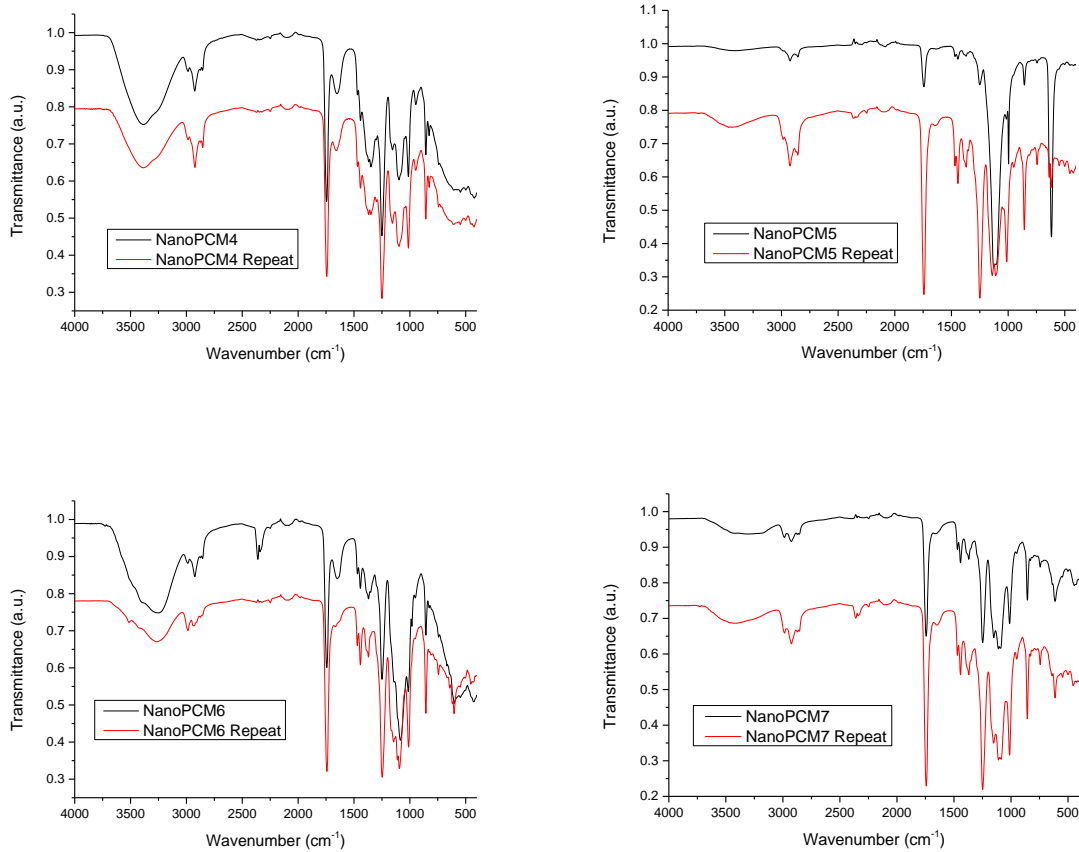 1.0
0.9
0.8
0.7
0.6
0.5
0.4
0.3
Transmittance (a.u.)
NanoPCM4
NanoPCM4 Repeat
4000 3500 3000 2500 2000 1500 1000 500
Wavenumber (cm⁻¹)
1.1
1.0
0.9
0.8
0.7
0.6
0.5
0.4
0.3
0.2
Transmittance (a.u.)
NanoPCM5
NanoPCM5 Repeat
4000 3500 3000 2500 2000 1500 1000 500
Wavenumber (cm⁻¹)
1.0
0.9
0.8
0.7
0.6
0.5
0.4
0.3
Transmittance (a.u.)
NanoPCM6
NanoPCM6 Repeat
4000 3500 3000 2500 2000 1500 1000 500
Wavenumber (cm⁻¹)
1.0
0.9
0.8
0.7
0.6
0.5
0.4
0.3
0.2
Transmittance (a.u.)
NanoPCM7
NanoPCM7 Repeat
4000 3500 3000 2500 2000 1500 1000 500
Wavenumber (cm⁻¹)